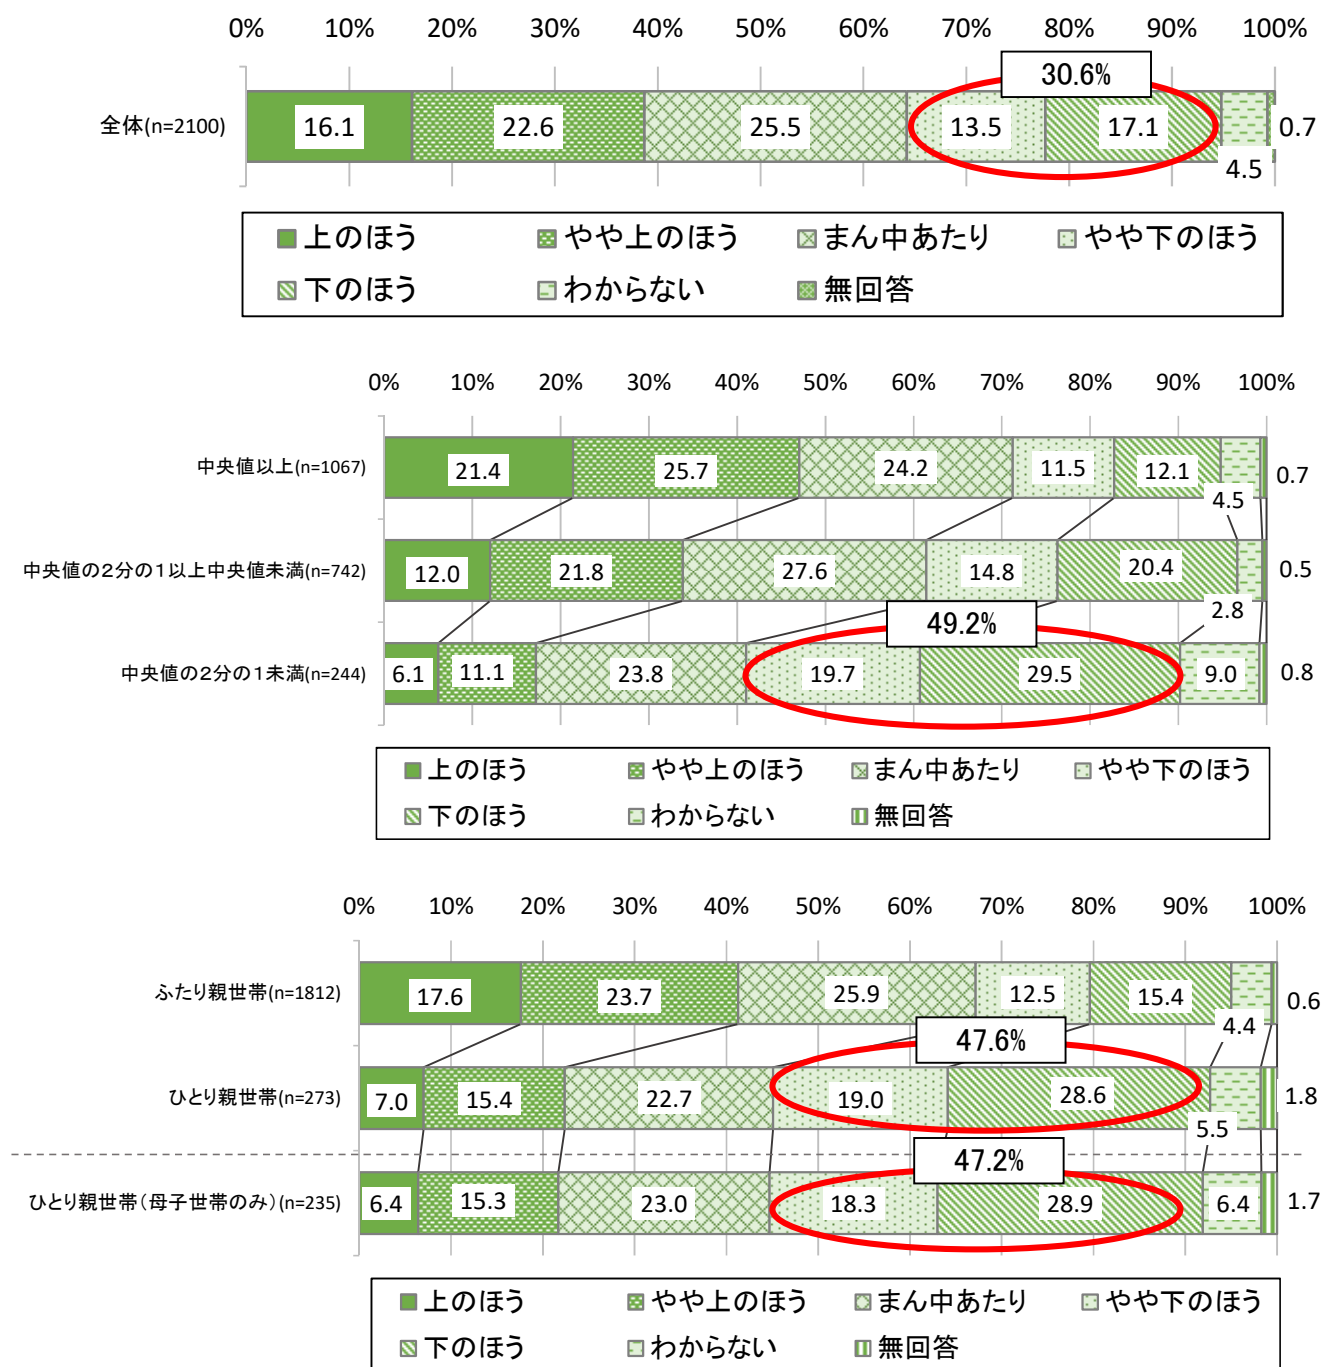 0% 10% 20% 30% 40% 50% 60% 70% 80% 90% 100%
30.6%
全体(n=2100) 16.1 22.6 25.5 13.5 17.1 0.7
4.5
上のほう やや上のほう まん中あたり やや下のほう
下のほう わからない 無回答
0% 10% 20% 30% 40% 50% 60% 70% 80% 90% 100%
中央値以上(n=1067) 21.4 25.7 24.2 11.5 12.1 0.7
4.5
中央値の2分の1以上中央値未満(n=742) 12.0 21.8 27.6 14.8 20.4 0.5
2.8
49.2%
中央値の2分の1未満(n=244) 6.1 11.1 23.8 19.7 29.5 9.0 0.8
上のほう やや上のほう まん中あたり やや下のほう
下のほう わからない 無回答
0% 10% 20% 30% 40% 50% 60% 70% 80% 90% 100%
ふたり親世帯(n=1812) 17.6 23.7 25.9 12.5 15.4 0.6
4.4
47.6%
ひとり親世帯(n=273) 7.0 15.4 22.7 19.0 28.6 1.8
5.5
47.2%
ひとり親世帯(母子世帯のみ)(n=235) 6.4 15.3 23.0 18.3 28.9 6.4 1.7
上のほう やや上のほう まん中あたり やや下のほう
下のほう わからない 無回答